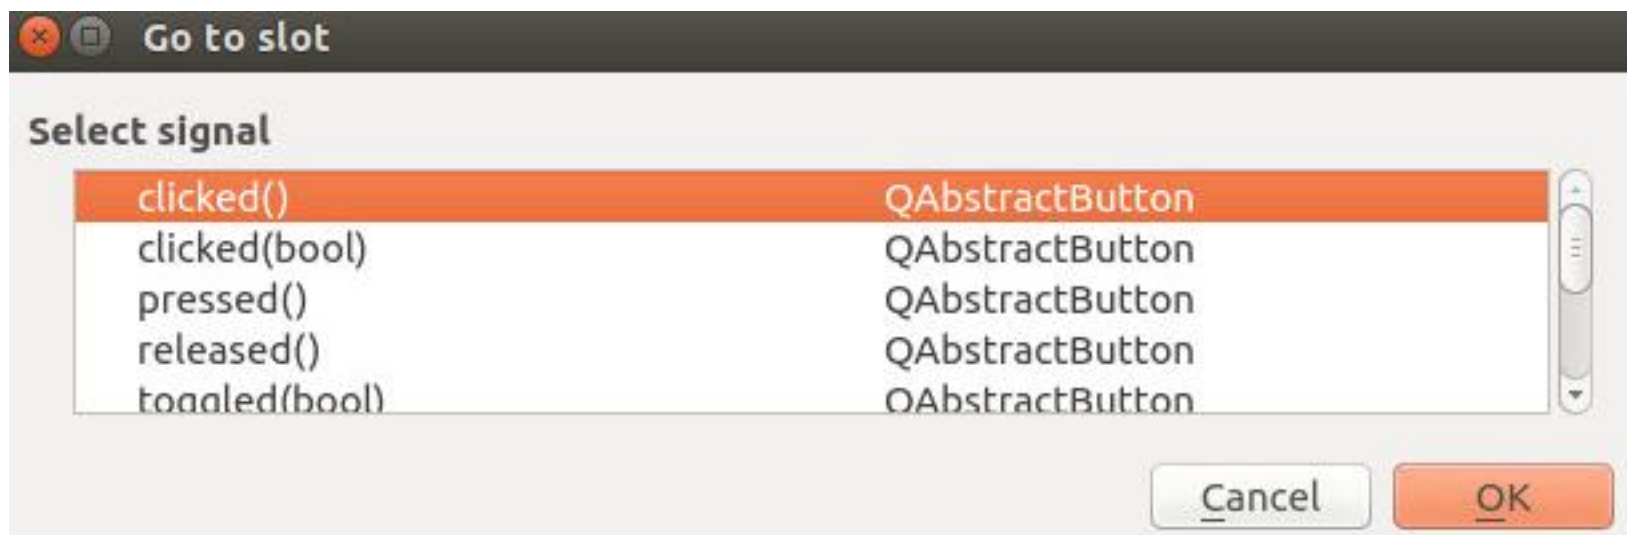 Go to slot
Select signal
clicked() QAbstractButton
clicked(bool) QAbstractButton
pressed() QAbstractButton
released() QAbstractButton
toggled(bool) QAbstractButton
Cancel OK